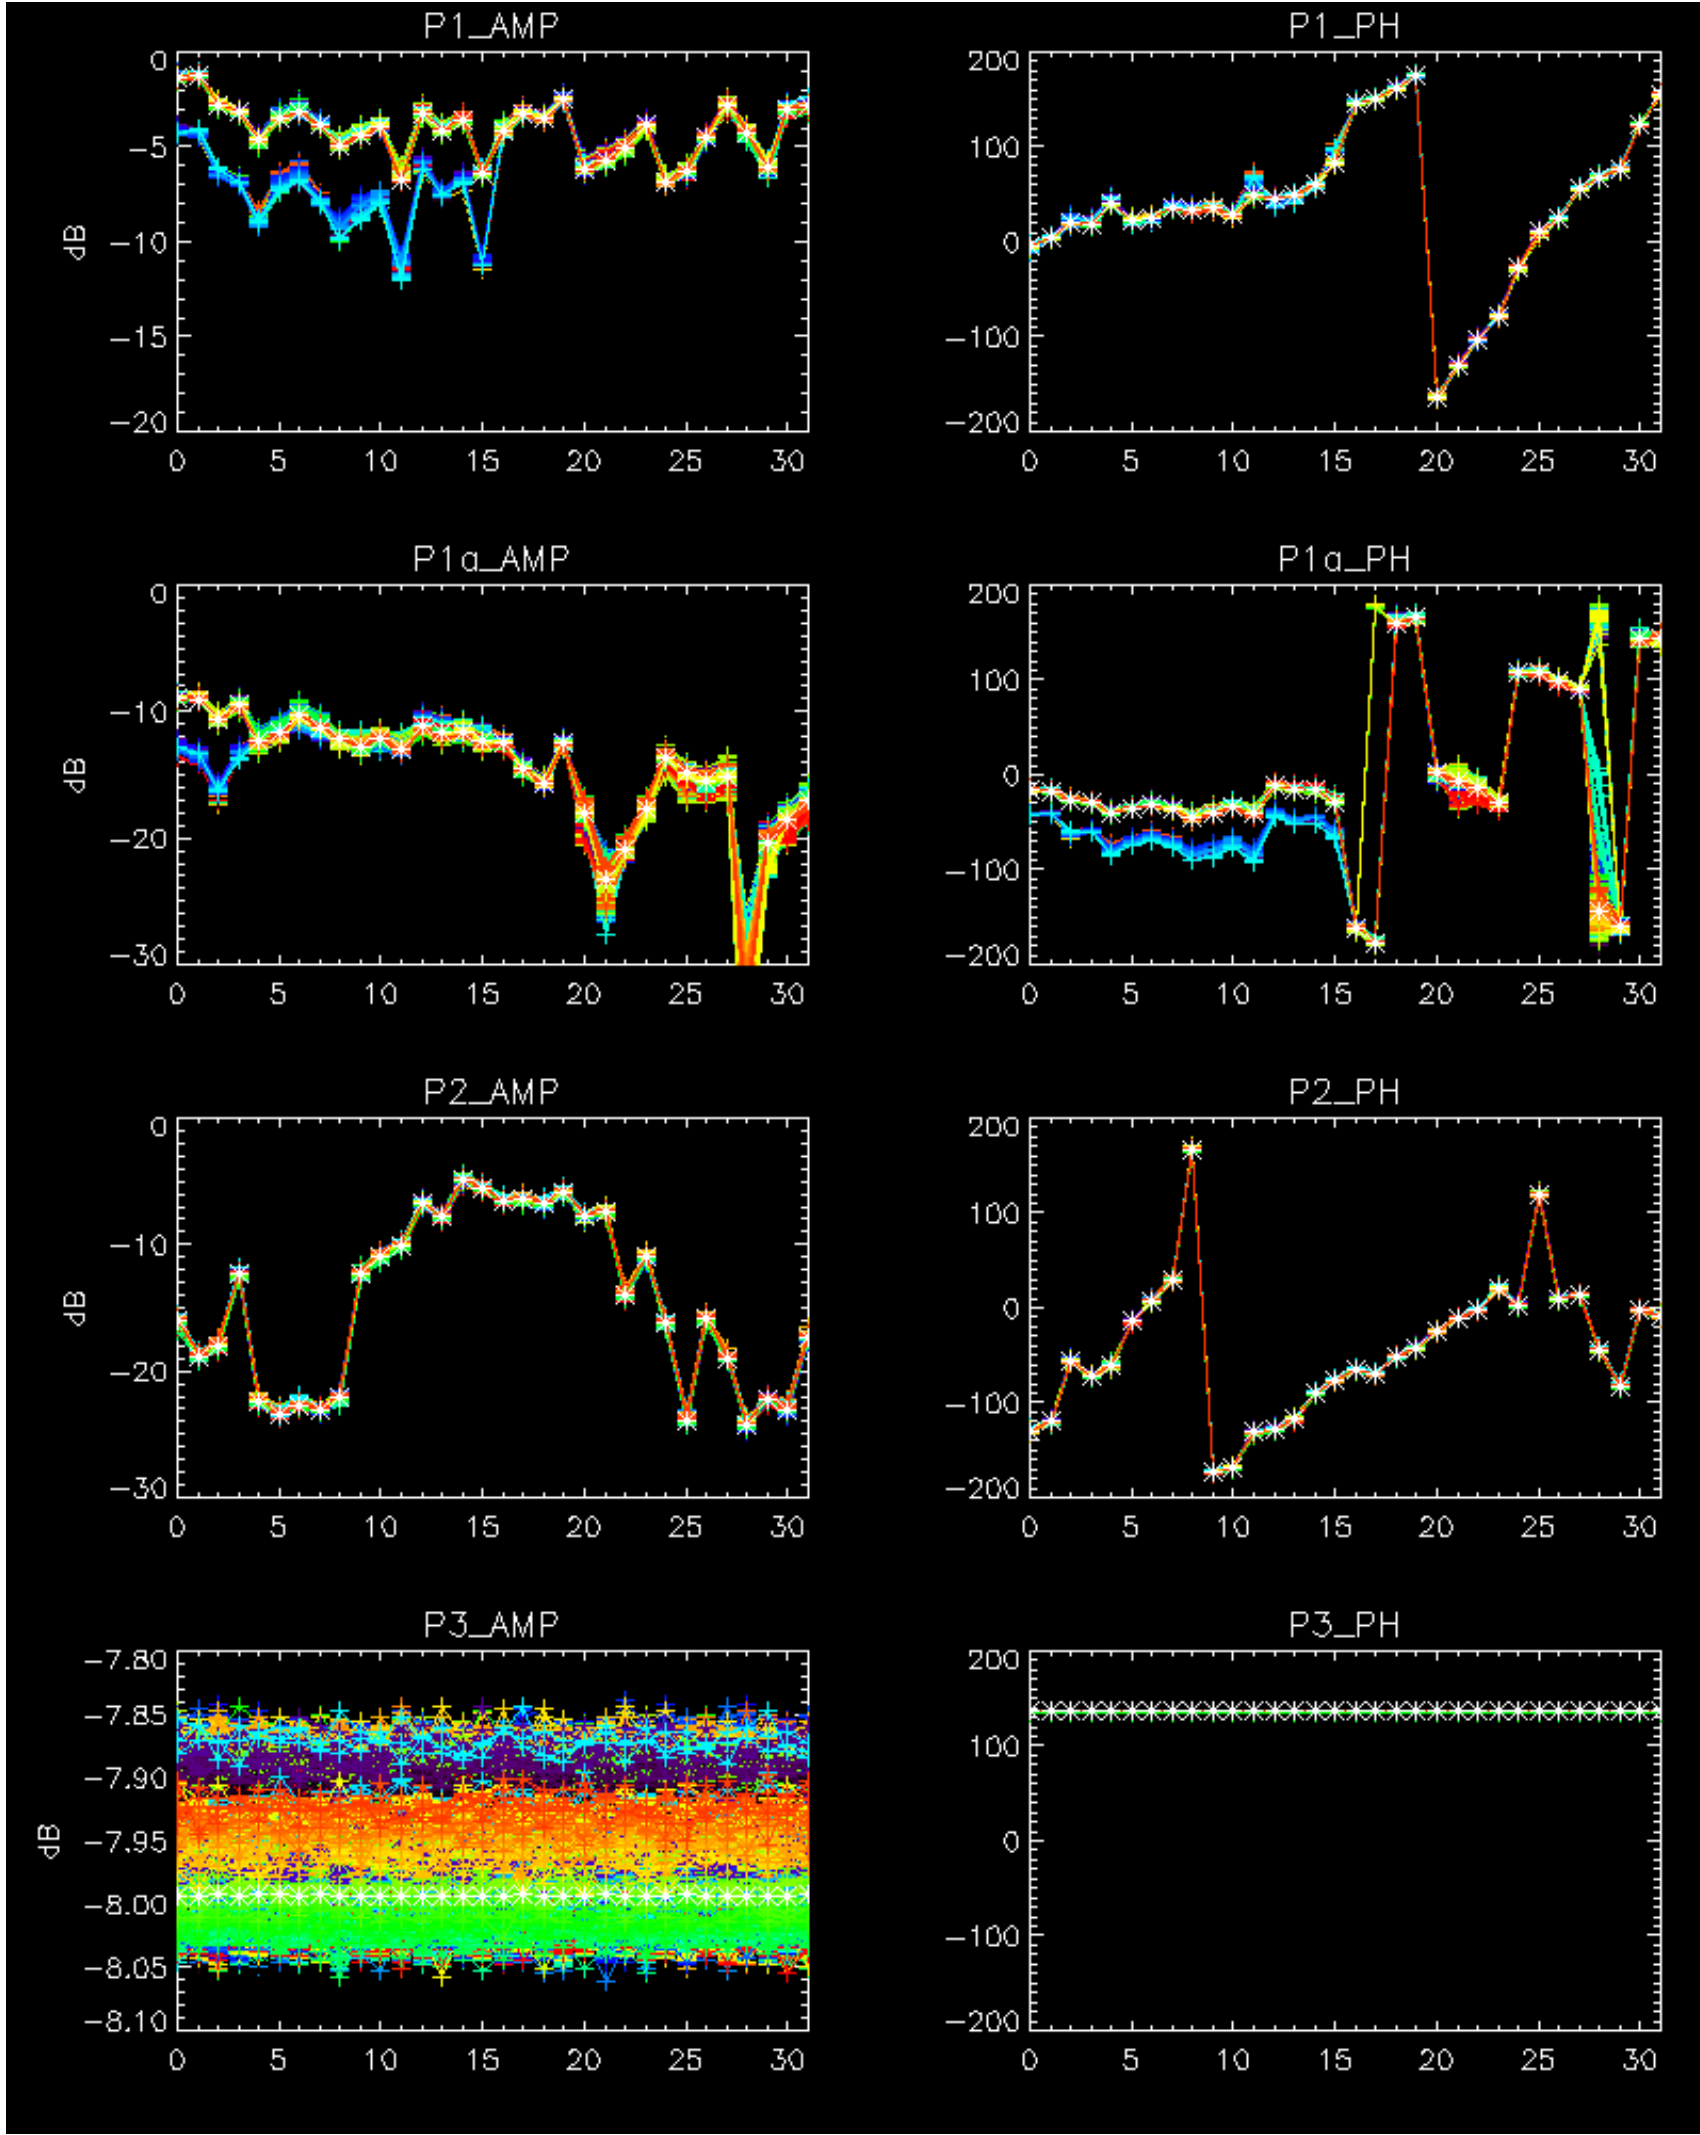 P1_AMP P1_PH
0 200
-5 100
dB -10 0
-15 -100
-20 -200
0 5 10 15 20 25 30 0 5 10 15 20 25 30
P1a_AMP P1a_PH
0 200
-10 100
dB 0
-20 -100
-30 -200
0 5 10 15 20 25 30 0 5 10 15 20 25 30
P2_AMP P2_PH
0 200
-10 100
dB 0
-20 -100
-30 -200
0 5 10 15 20 25 30 0 5 10 15 20 25 30
P3_AMP P3_PH
-7.80 200
-7.85
-7.90 100
dB -7.95 0
-8.00
-8.05 -100
-8.10 -200
0 5 10 15 20 25 30 0 5 10 15 20 25 30